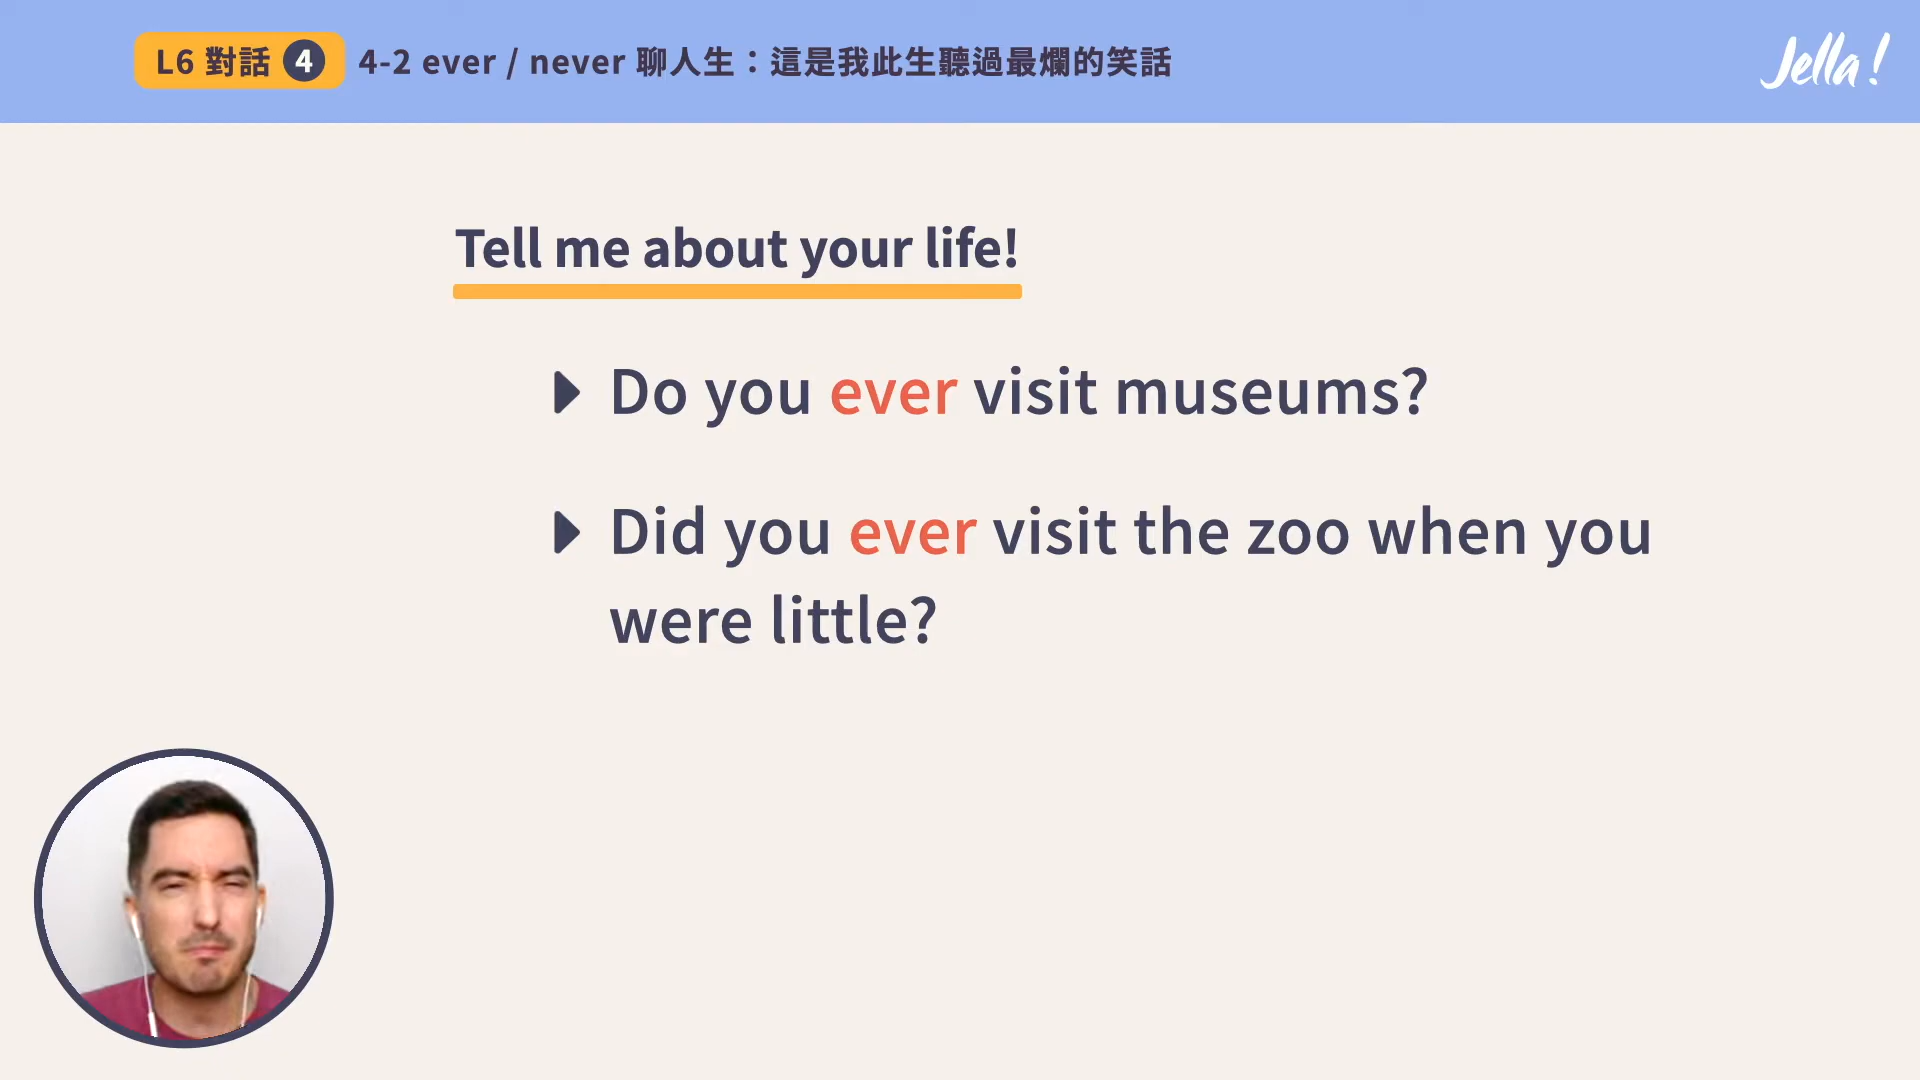 L6 對話 4 4-2 ever / never 聊人生：這是我此生聽過最爛的笑話
Jella!
Tell me about your life!
Do you ever visit museums?
Did you ever visit the zoo when you
were little?